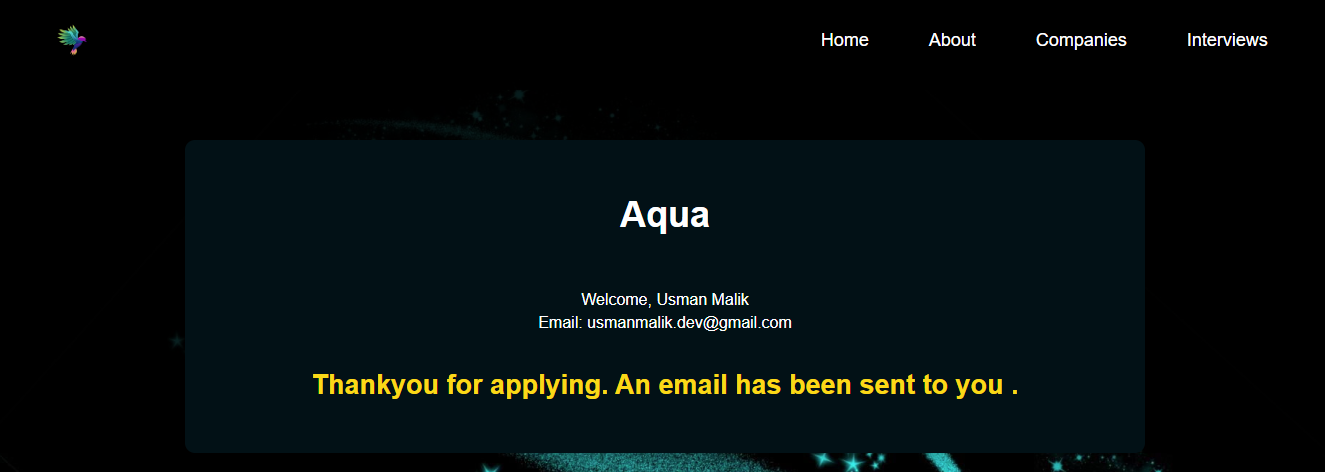 Home About Companies Interviews
Aqua
Welcome, Usman Malik
Email: usmanmalik.dev@gmail.com
Thankyou for applying. An email has been sent to you .